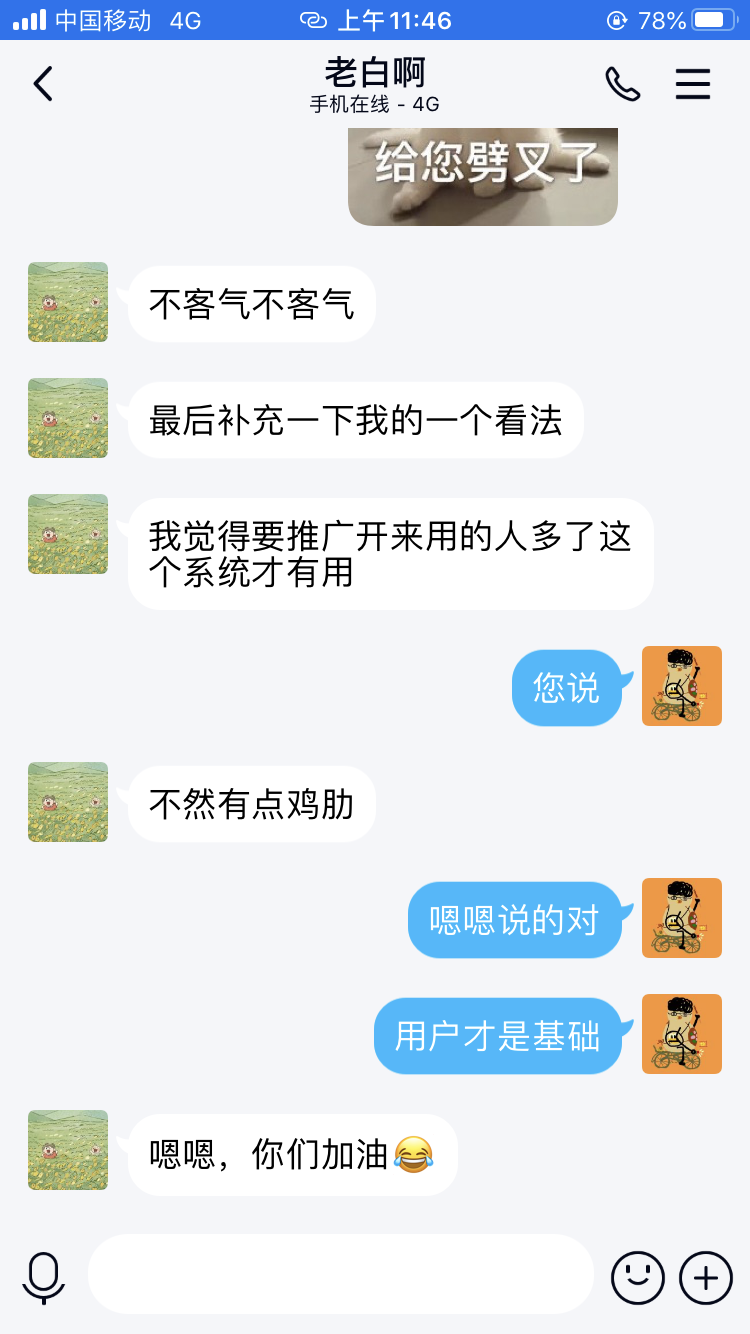 中国移动 4G 上午11:46 78%
老白啊
手机在线 - 4G
给您劈叉了
不客气不客气
最后补充一下我的一个看法
我觉得要推广开来用的人多了这
个系统才有用
您说
不然有点鸡肋
嗯嗯说的对
用户才是基础
嗯嗯，你们加油😂